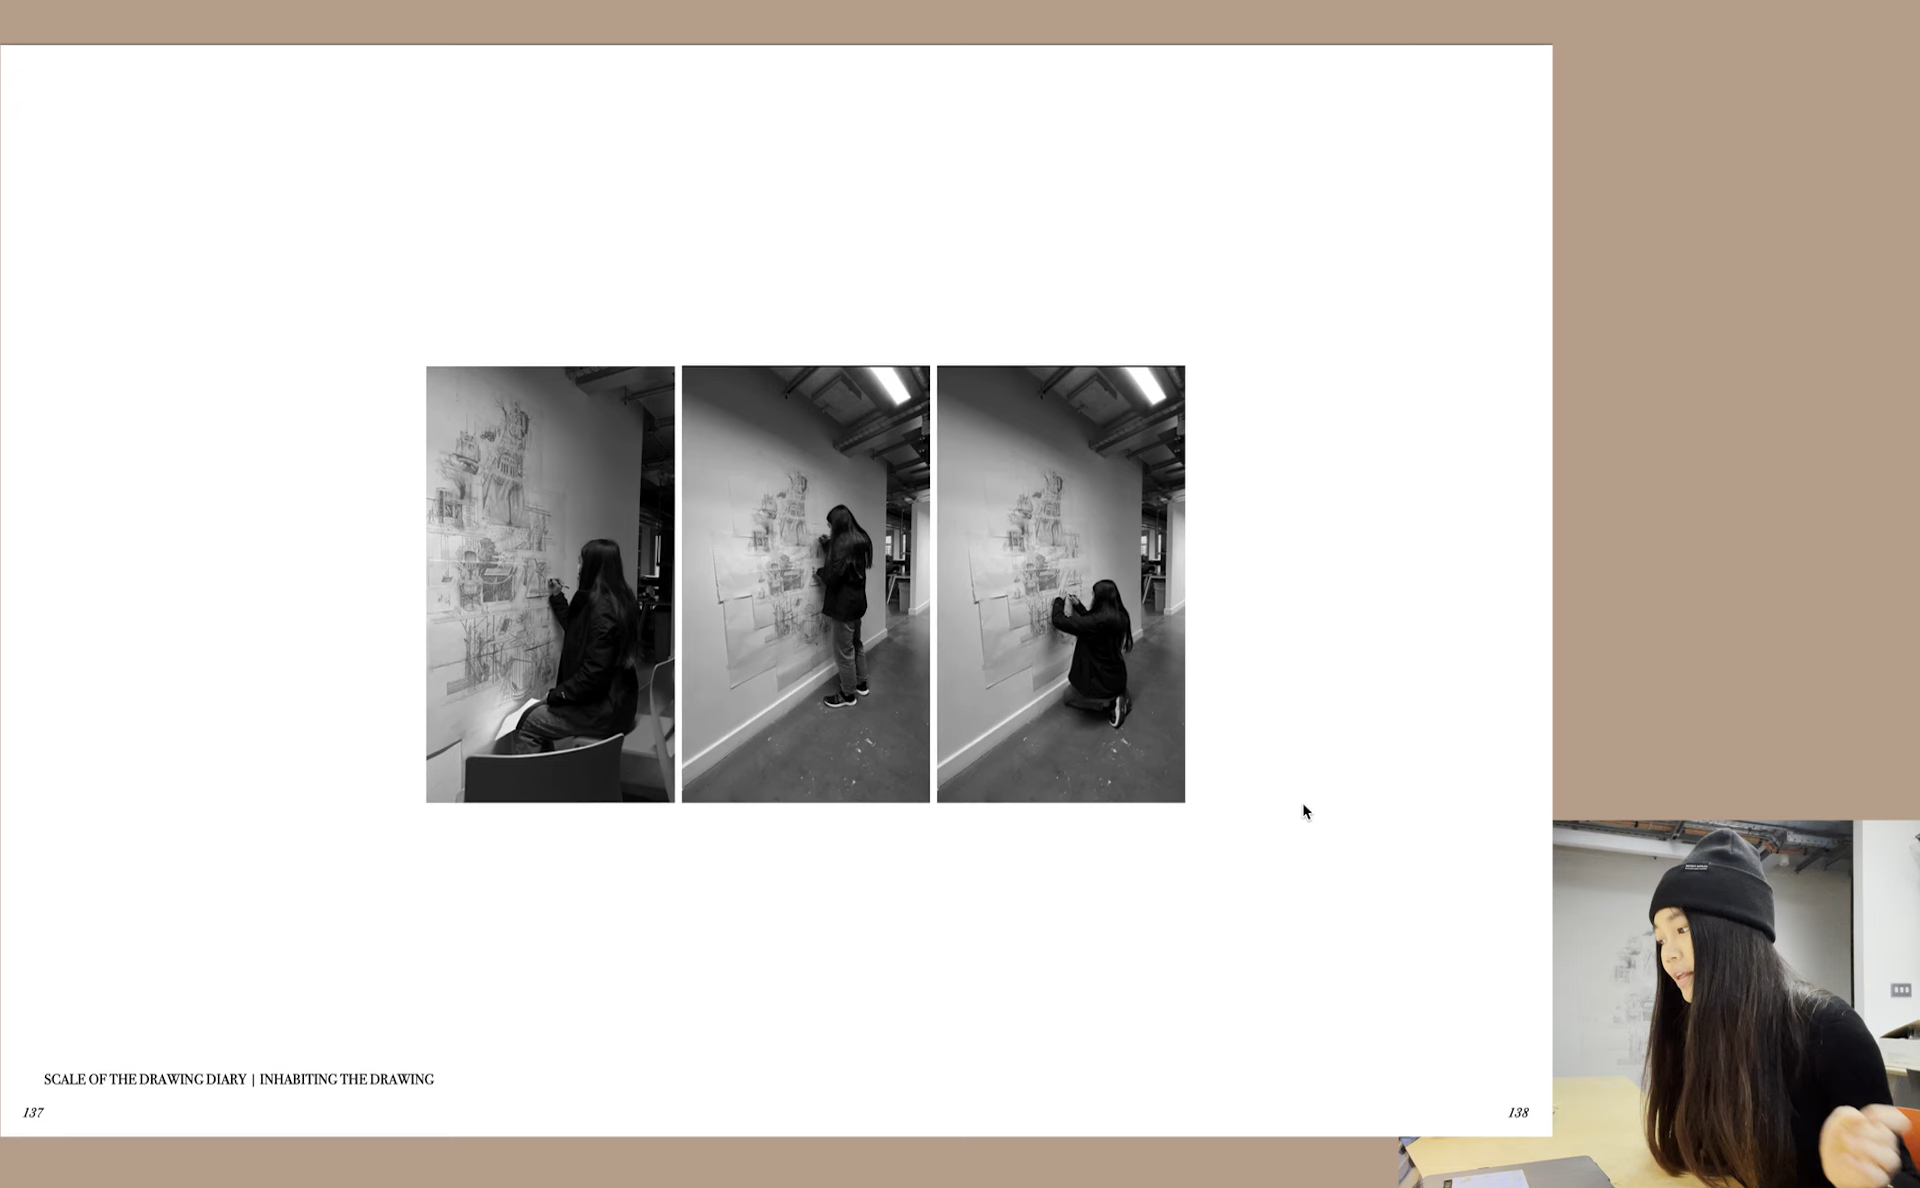 SCALE OF THE DRAWING DIARY | INHABITING THE DRAWING
137
138